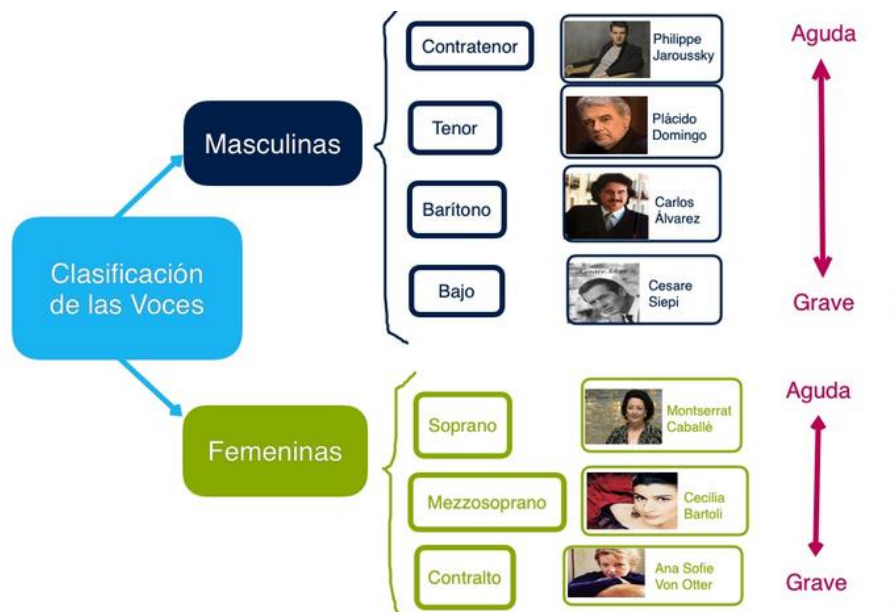 Clasificación
de las Voces
Masculinas
Contratenor
Philippe
Jaroussky
Tenor
Plácido
Domingo
Barítono
Carlos
Álvarez
Bajo
Cesare
Siepi
Aguda
Grave
Femeninas
Soprano
Montserrat
Caballé
Mezzosoprano
Cecilia
Bartoli
Contralto
Ana Sofie
Von Otter
Aguda
Grave